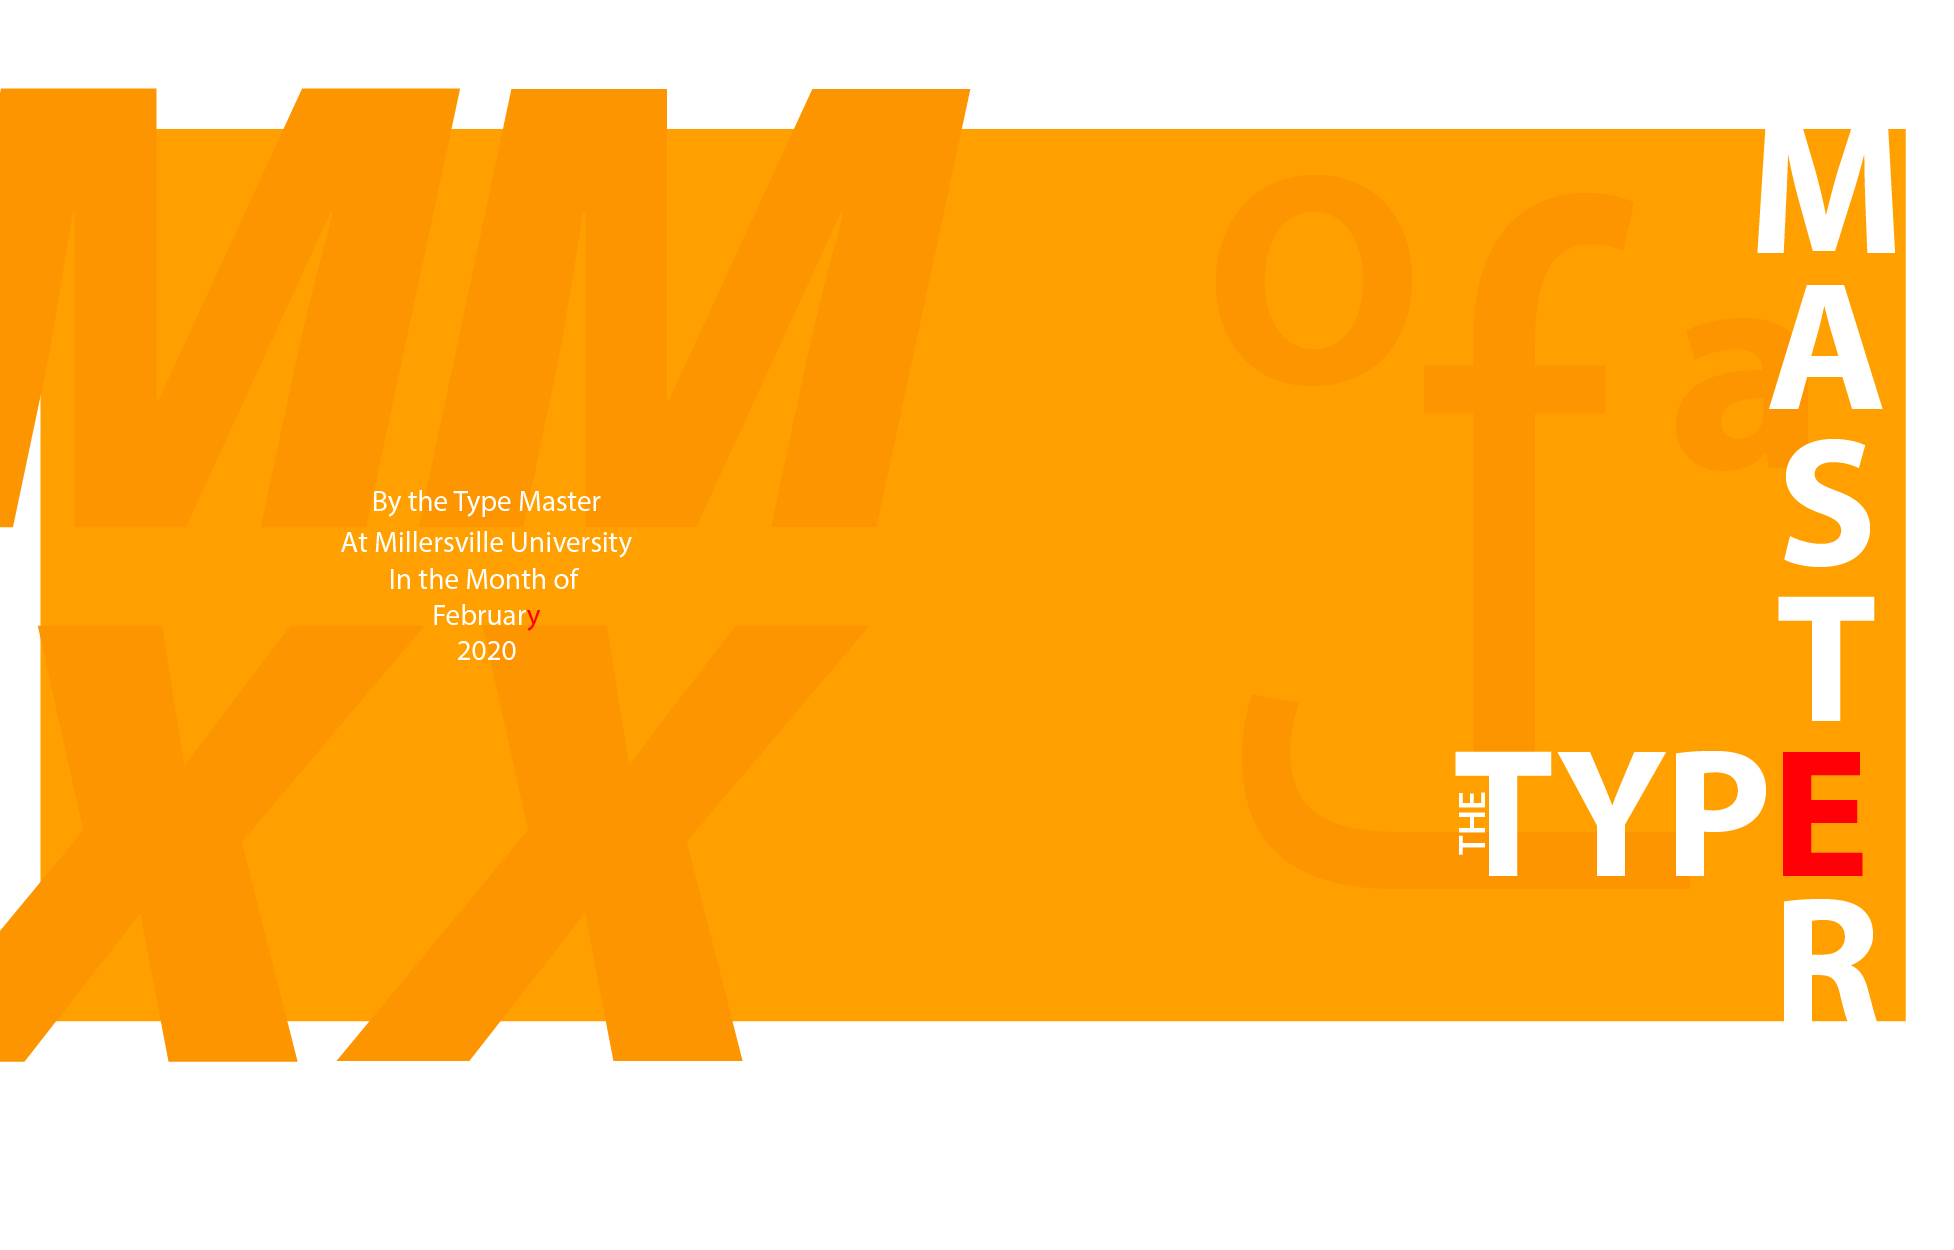 MM
XX
By the Type Master
At Millersville University
In the Month of
February
2020
of a
MASTER
THE
TYPE